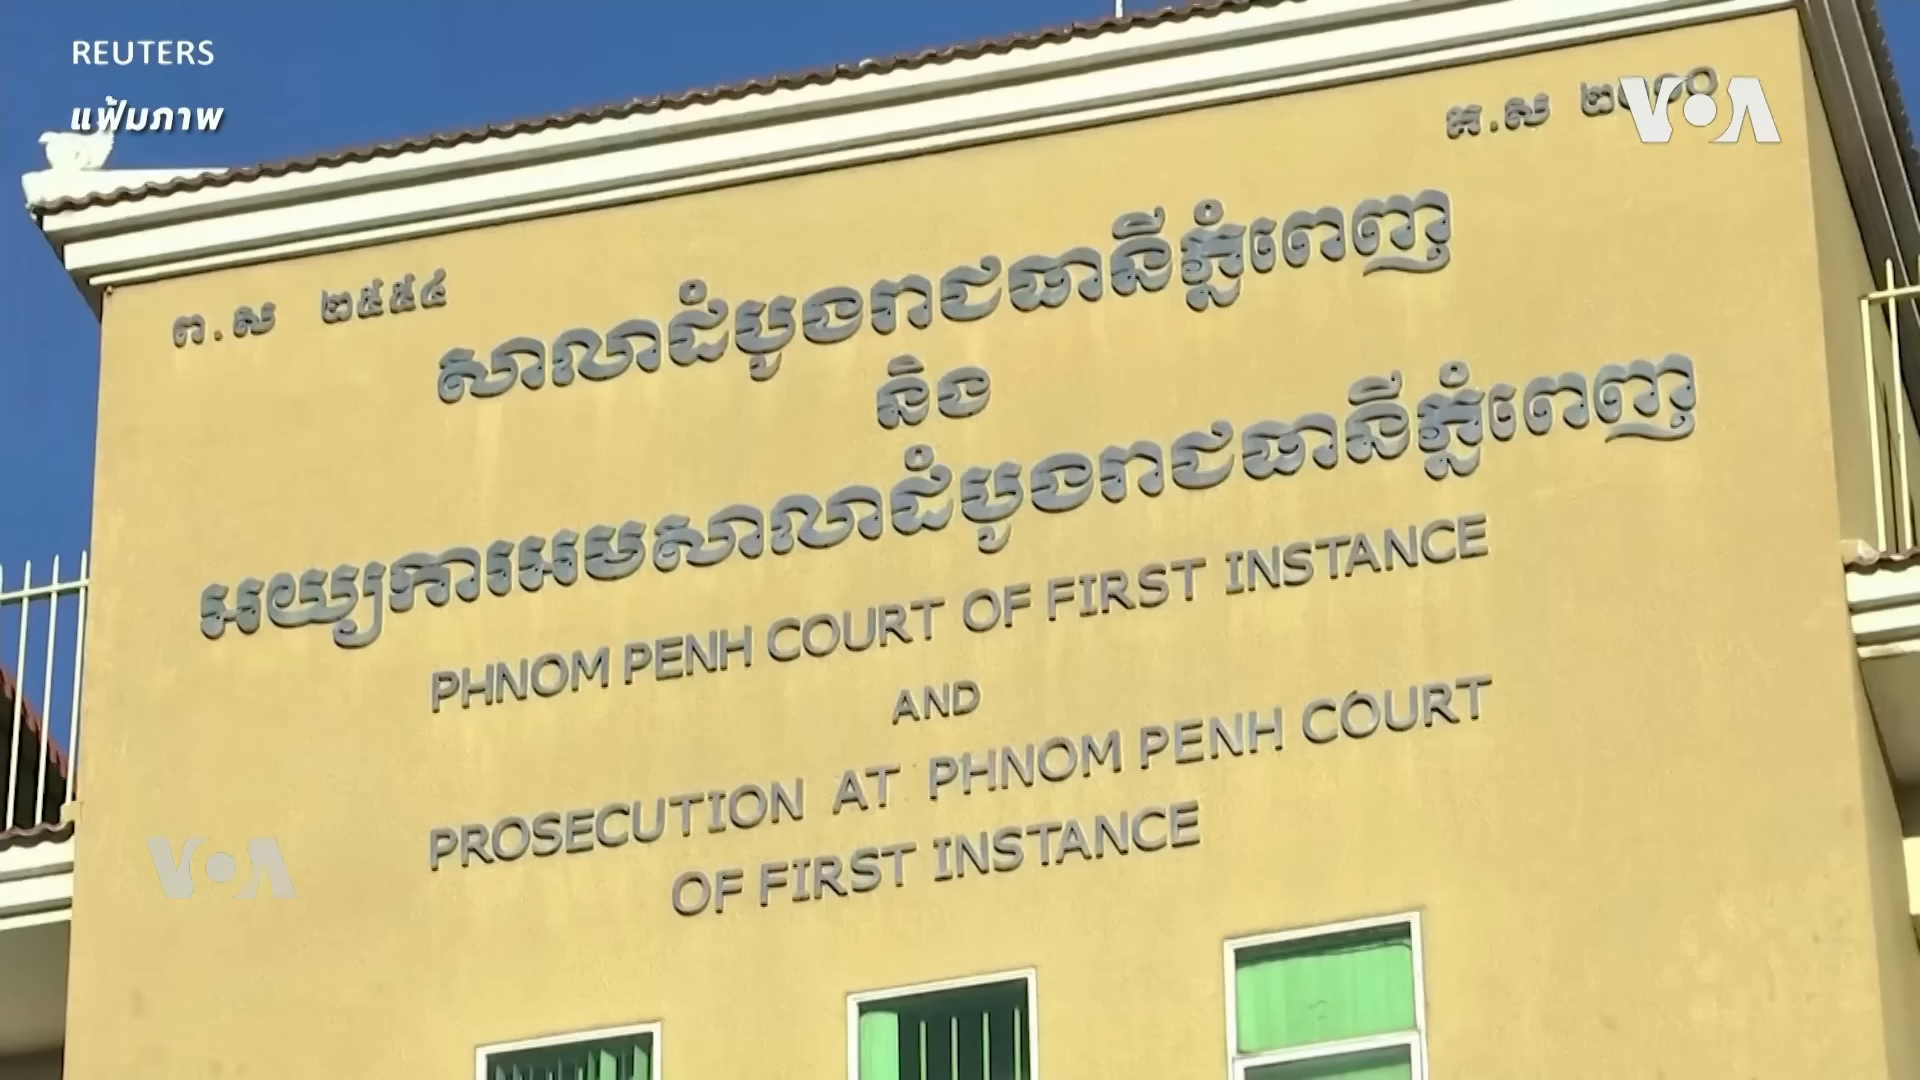 REUTERS
แฟ้มภาพ
VOA
ព.ស ២៥៥៤
គ.ស
សាលាដំបូងរាជធានីភ្នំពេញ
និង
អយ្យការអមសាលាដំបូងរាជធានីភ្នំពេញ
PHNOM PENH COURT OF FIRST INSTANCE
AND
PROSECUTION AT PHNOM PENH COURT
OF FIRST INSTANCE
VOA